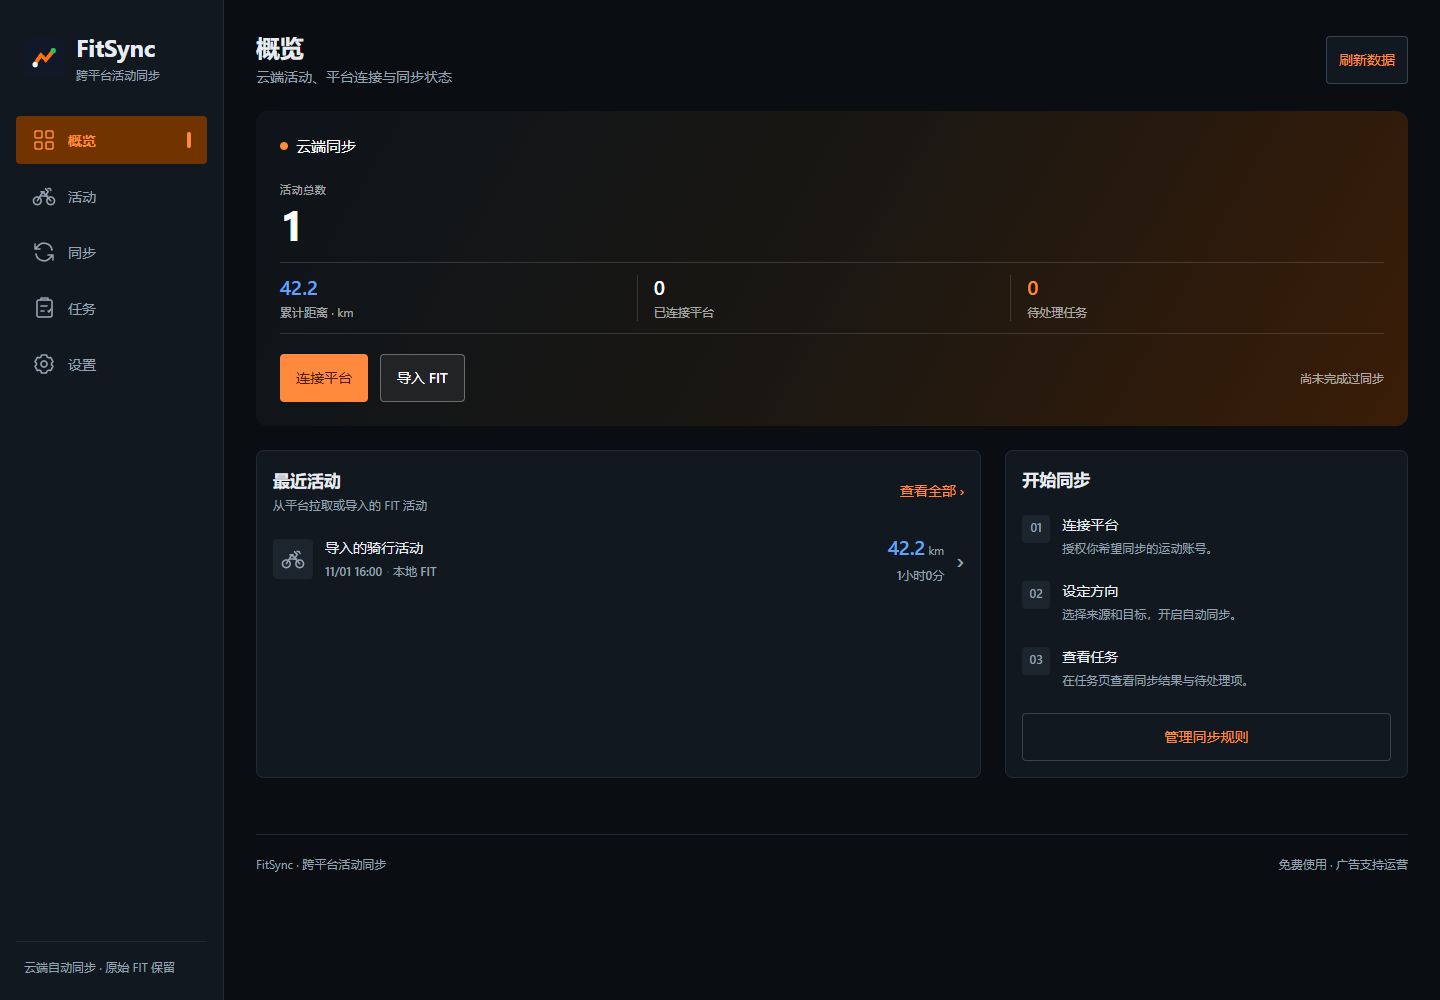 FitSync
跨平台活动同步
概览
活动
同步
任务
设置
云端自动同步 · 原始 FIT 保留
概览
云端活动、平台连接与同步状态
刷新数据
云端同步
活动总数
1
42.2
累计距离 · km
0
已连接平台
0
待处理任务
连接平台
导入 FIT
尚未完成过同步
最近活动
从平台拉取或导入的 FIT 活动
查看全部 ›
导入的骑行活动
11/01 16:00 · 本地 FIT
42.2 km
1小时0分
开始同步
01
连接平台
授权你希望同步的运动账号。
02
设定方向
选择来源和目标，开启自动同步。
03
查看任务
在任务页查看同步结果与待处理项。
管理同步规则
FitSync · 跨平台活动同步
免费使用 · 广告支持运营